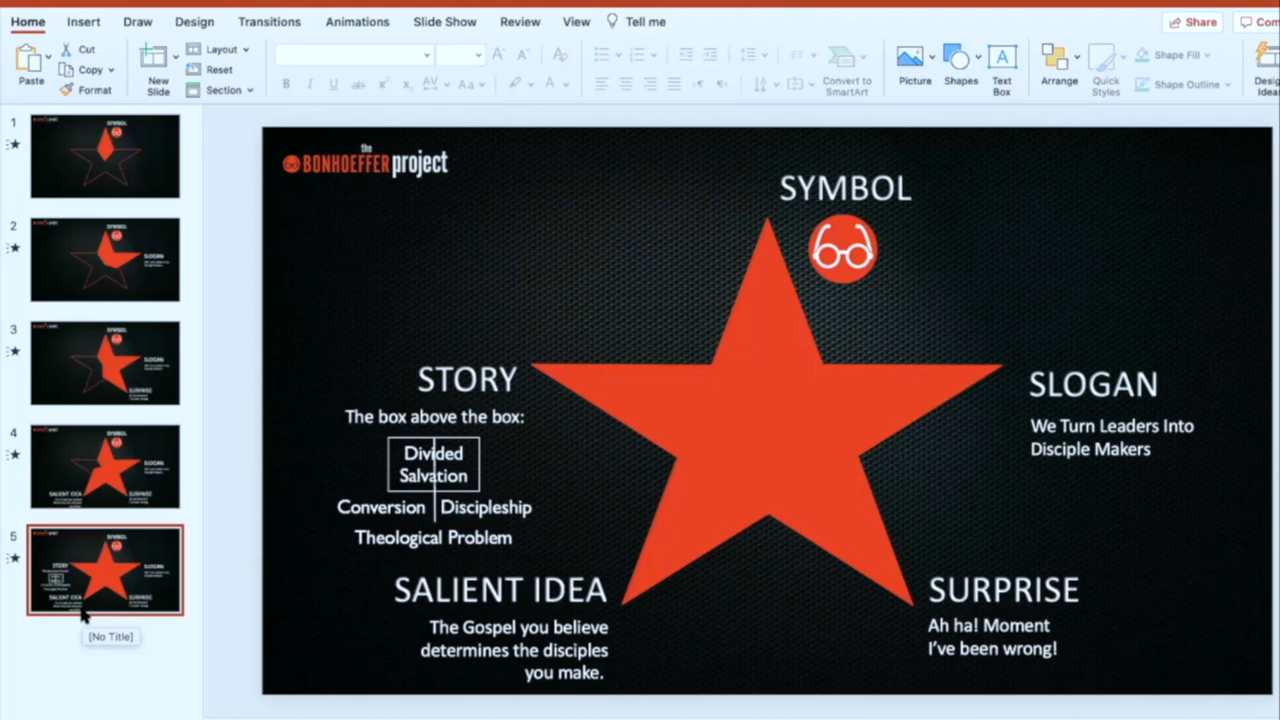 Home Insert Draw Design Transitions Animations Slide Show Review View Tell me Share
Paste
Cut
Copy
Format
New
Slide
Layout
Reset
Section
Convert to
SmartArt
Picture
Shapes
Text
Box
Arrange
Quick
Styles
Shape Fill
Shape Outline
1
2
3
4
5
[No Title]
the
BONHOEFFER project
SYMBOL
STORY
The box above the box:
Divided
Salvation
Conversion Discipleship
Theological Problem
SLOGAN
We Turn Leaders Into
Disciple Makers
SALIENT IDEA
The Gospel you believe
determines the disciples
you make.
SURPRISE
Ah ha! Moment
I've been wrong!